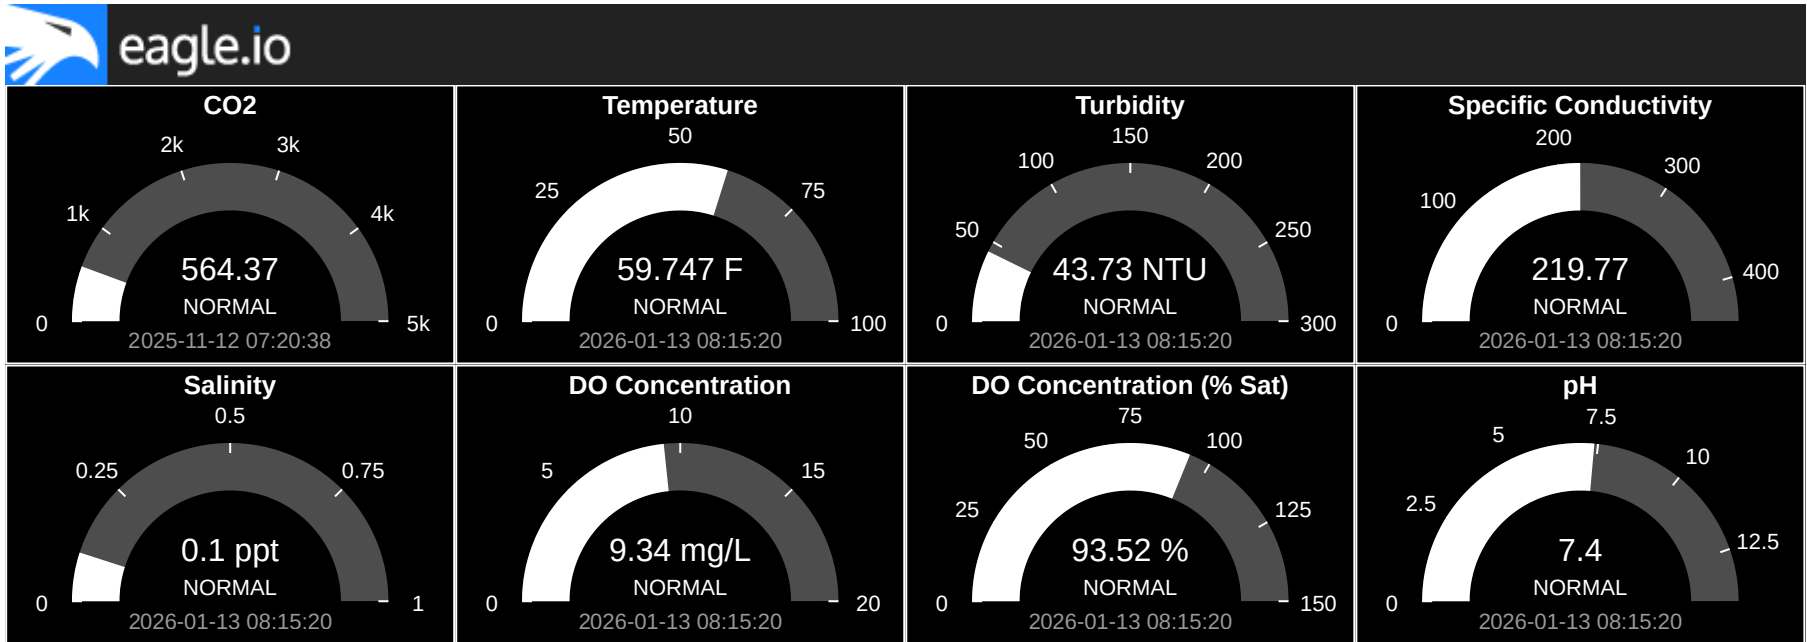 eagle.io
CO2
0
1k
2k
3k
4k
5k
564.37
NORMAL
2025-11-12 07:20:38
Temperature
0
25
50
75
100
59.747 F
NORMAL
2026-01-13 08:15:20
Turbidity
0
50
100
150
200
250
300
43.73 NTU
NORMAL
2026-01-13 08:15:20
Specific Conductivity
0
100
200
300
400
219.77
NORMAL
2026-01-13 08:15:20
Salinity
0
0.25
0.5
0.75
1
0.1 ppt
NORMAL
2026-01-13 08:15:20
DO Concentration
0
5
10
15
20
9.34 mg/L
NORMAL
2026-01-13 08:15:20
DO Concentration (% Sat)
0
25
50
75
100
125
150
93.52 %
NORMAL
2026-01-13 08:15:20
pH
0
2.5
5
7.5
10
12.5
7.4
NORMAL
2026-01-13 08:15:20